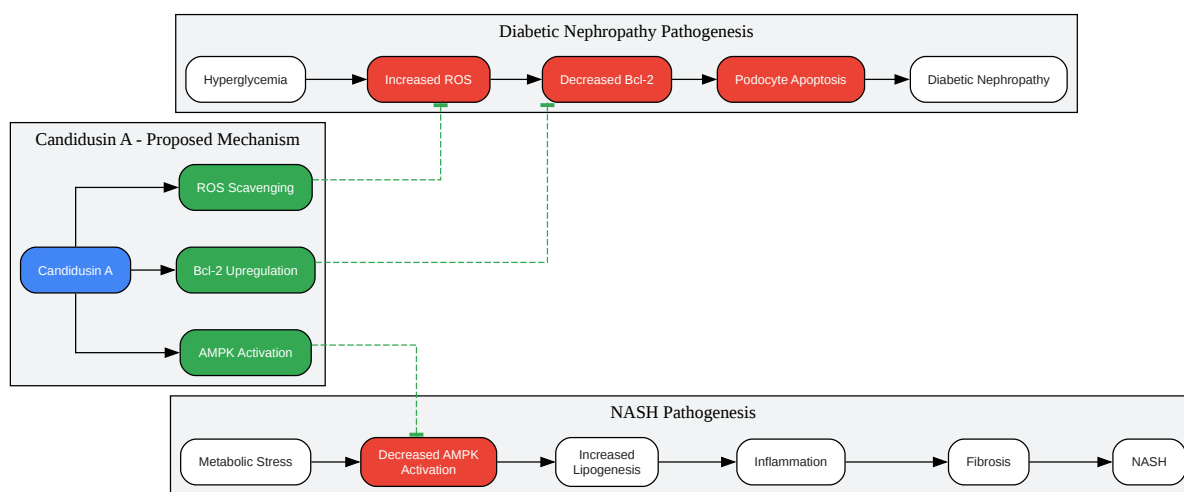 Diabetic Nephropathy Pathogenesis
Hyperglycemia
Increased ROS
Decreased Bcl-2
Podocyte Apoptosis
Diabetic Nephropathy
Candidusin A - Proposed Mechanism
ROS Scavenging
Candidusin A
Bcl-2 Upregulation
AMPK Activation
NASH Pathogenesis
Metabolic Stress
Decreased AMPK
Activation
Increased
Lipogenesis
Inflammation
Fibrosis
NASH